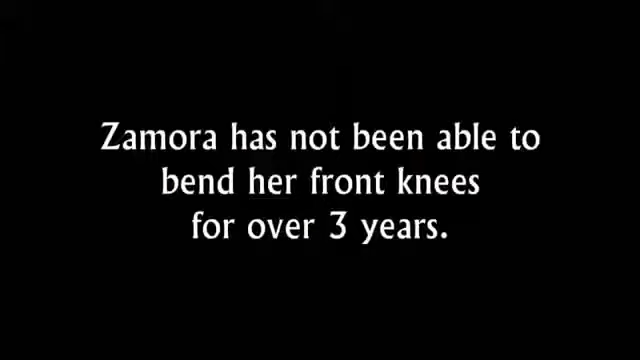 Zamora has not been able to
bend her front knees
for over 3 years.